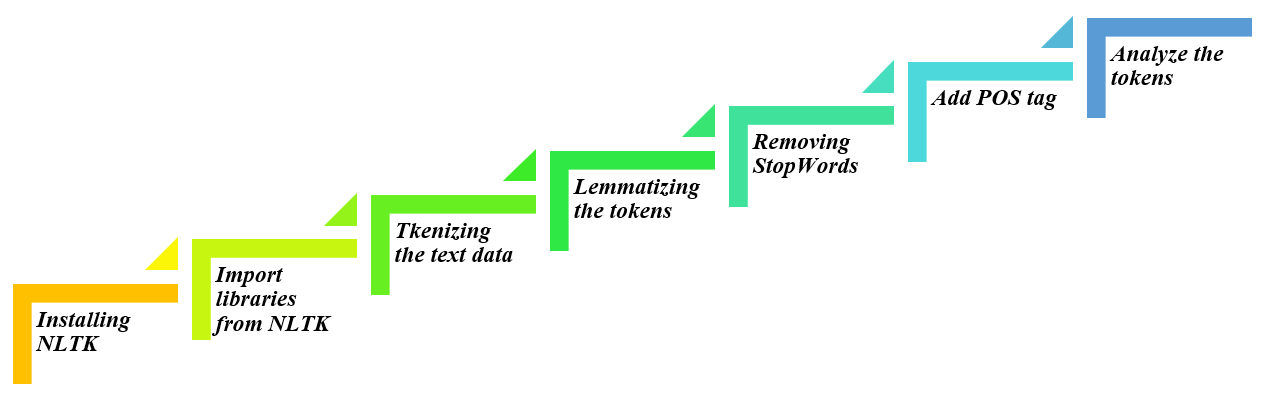 Installing
NLTK
Import
libraries
from NLTK
Tkenizing
the text data
Lemmatizing
the tokens
Removing
StopWords
Add POS tag
Analyze the
tokens